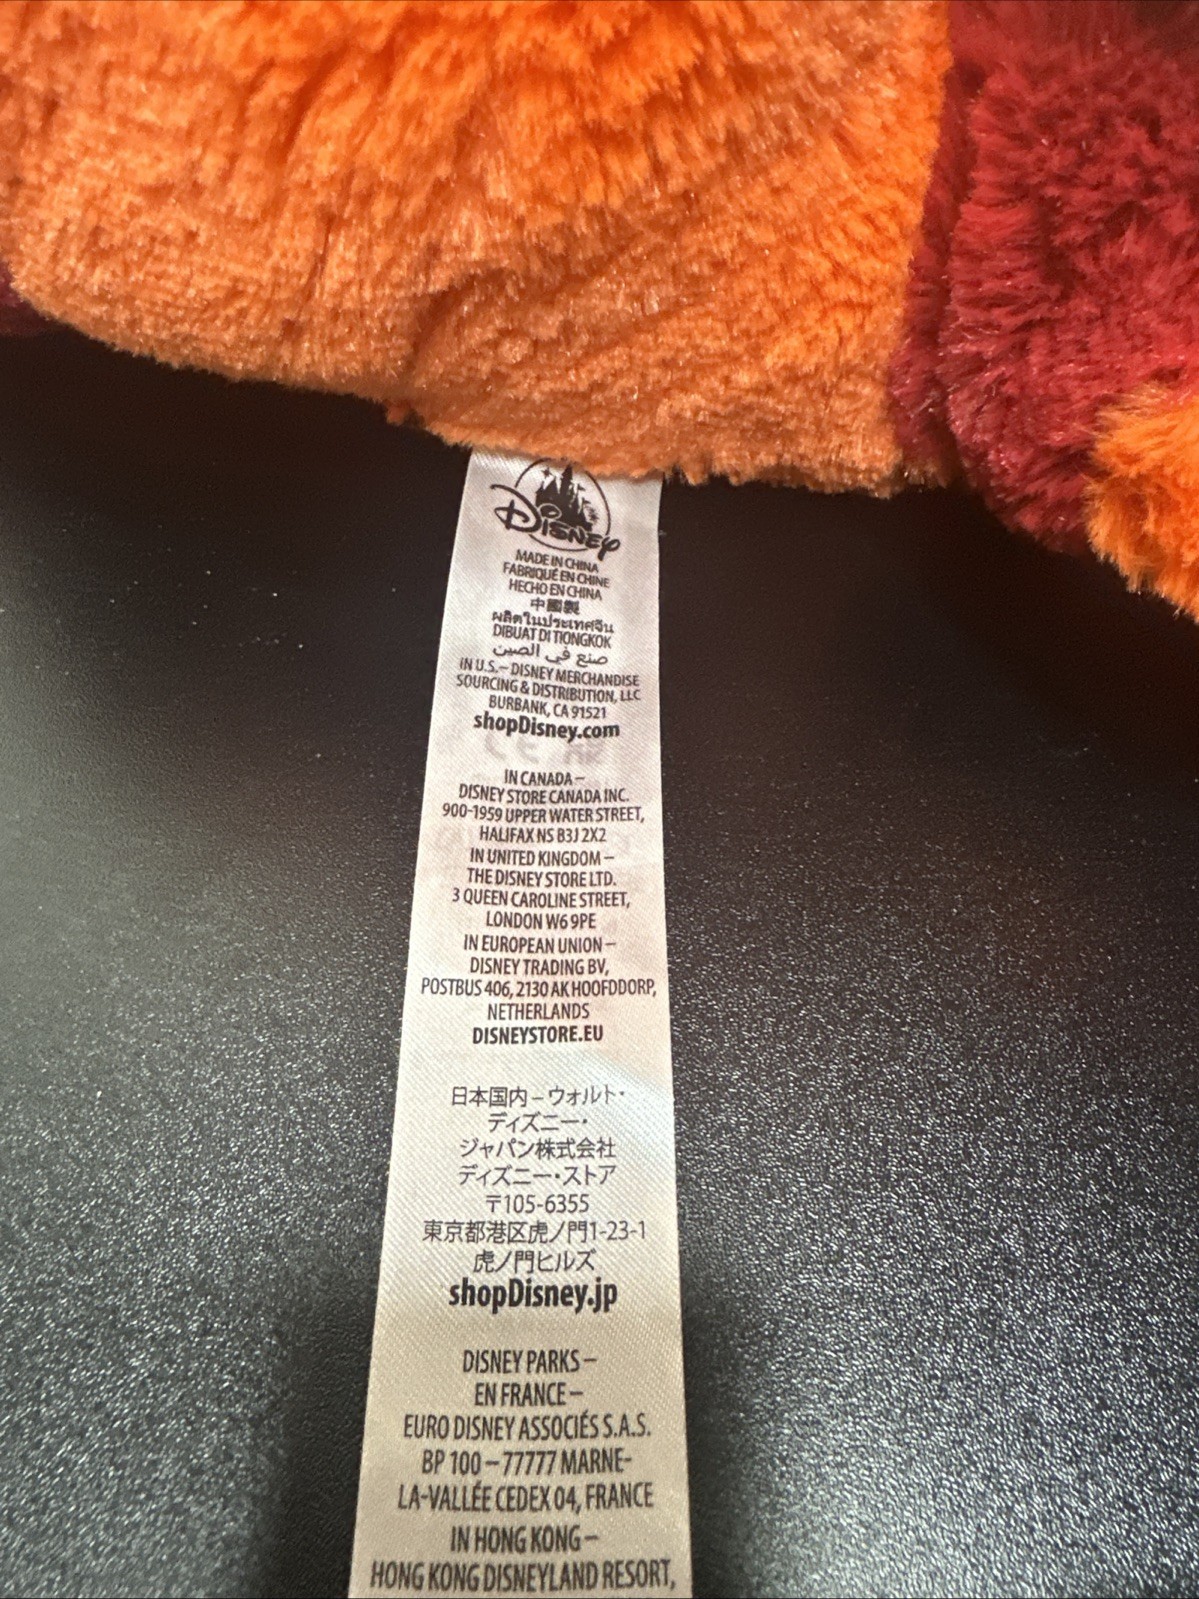 Disney
MADE IN CHINA
FABRIQUÉ EN CHINE
HECHO EN CHINA
中國製
ผลิตในประเทศจีน
DIBUAT DI TIONGKOK
صنع في الصين
IN U.S.– DISNEY MERCHANDISE
SOURCING & DISTRIBUTION, LLC
BURBANK, CA 91521
shopDisney.com
IN CANADA –
DISNEY STORE CANADA INC.
900-1959 UPPER WATER STREET,
HALIFAX NS B3J 2X2
IN UNITED KINGDOM –
THE DISNEY STORE LTD.
3 QUEEN CAROLINE STREET,
LONDON W6 9PE
IN EUROPEAN UNION –
DISNEY TRADING BV,
POSTBUS 406, 2130 AK HOOFDDORP,
NETHERLANDS
DISNEYSTORE.EU
日本国内 – ウォルト・
ディズニー・
ジャパン株式会社
ディズニー・ストア
〒105-6355
東京都港区虎ノ門1-23-1
虎ノ門ヒルズ
shopDisney.jp
DISNEY PARKS –
EN FRANCE –
EURO DISNEY ASSOCIÉS S.A.S.
BP 100 – 77777 MARNE-
LA-VALLÉE CEDEX 04, FRANCE
IN HONG KONG –
HONG KONG DISNEYLAND RESORT,